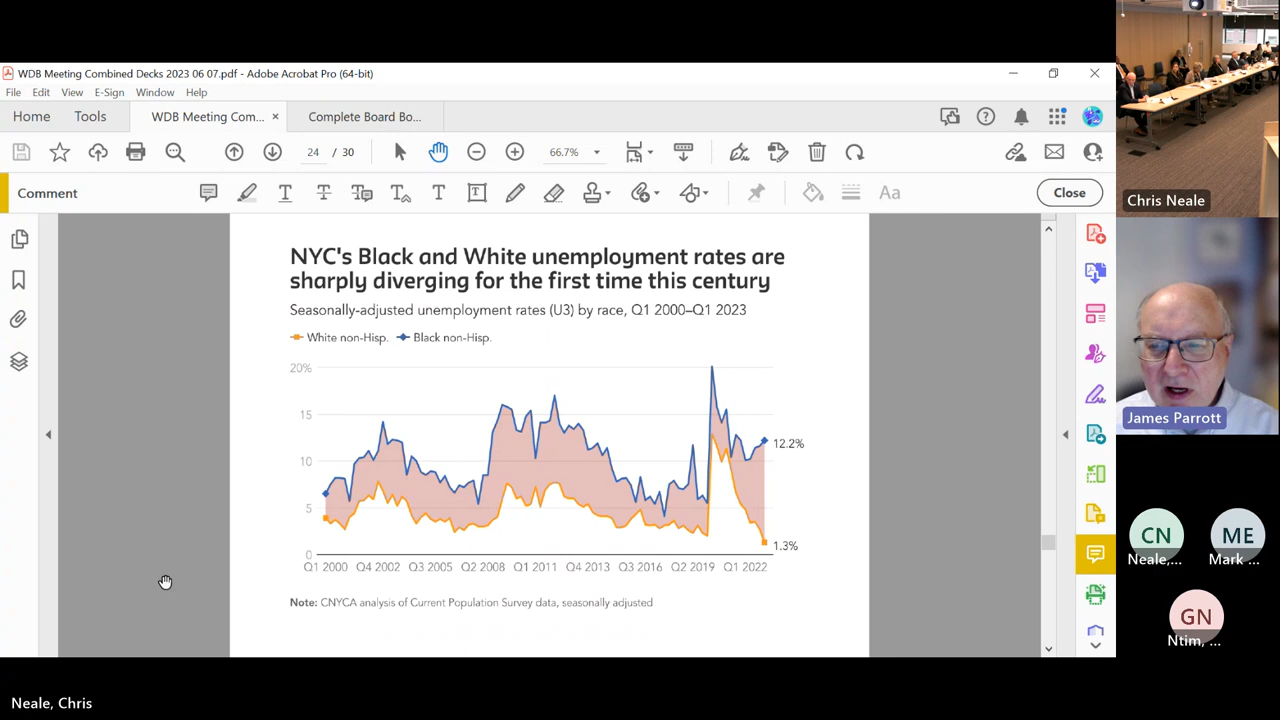 WDB Meeting Combined Decks 2023 06 07.pdf - Adobe Acrobat Pro (64-bit)
File Edit View E-Sign Window Help
Home Tools WDB Meeting Com... × Complete Board Bo...
24 / 30 66.7%
Comment
T T T T T T Aa Close
NYC's Black and White unemployment rates are
sharply diverging for the first time this century
Seasonally-adjusted unemployment rates (U3) by race, Q1 2000–Q1 2023
White non-Hisp. Black non-Hisp.
20%
15
10
5
0
12.2%
1.3%
Q1 2000 Q4 2002 Q3 2005 Q2 2008 Q1 2011 Q4 2013 Q3 2016 Q2 2019 Q1 2022
Note: CNYCA analysis of Current Population Survey data, seasonally adjusted
Chris Neale
James Parrott
CN ME
Neale,... Mark ...
GN
Ntim, ...
Neale, Chris